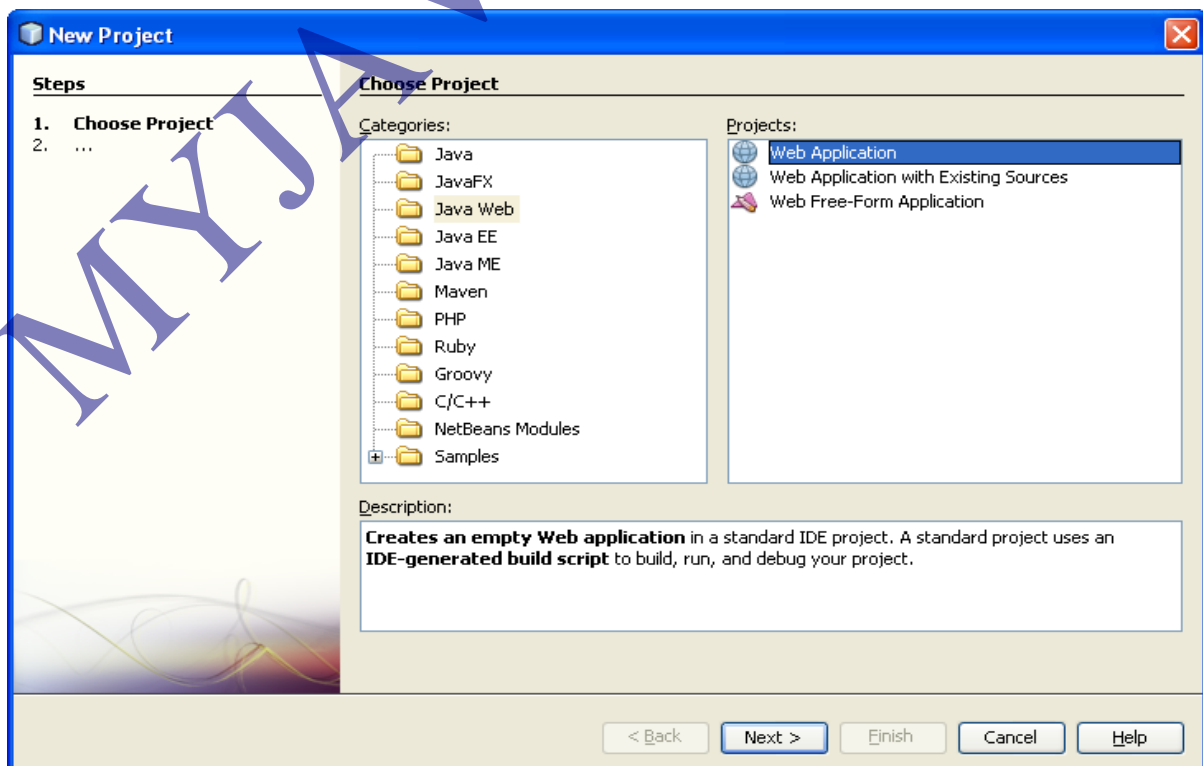 New Project
Steps
1. Choose Project
2. ...
Choose Project
Categories:
Java
JavaFX
Java Web
Java EE
Java ME
Maven
PHP
Ruby
Groovy
C/C++
NetBeans Modules
Samples
Projects:
Web Application
Web Application with Existing Sources
Web Free-Form Application
Description:
Creates an empty Web application in a standard IDE project. A standard project uses an
IDE-generated build script to build, run, and debug your project.
< Back
Next >
Finish
Cancel
Help
MYJA